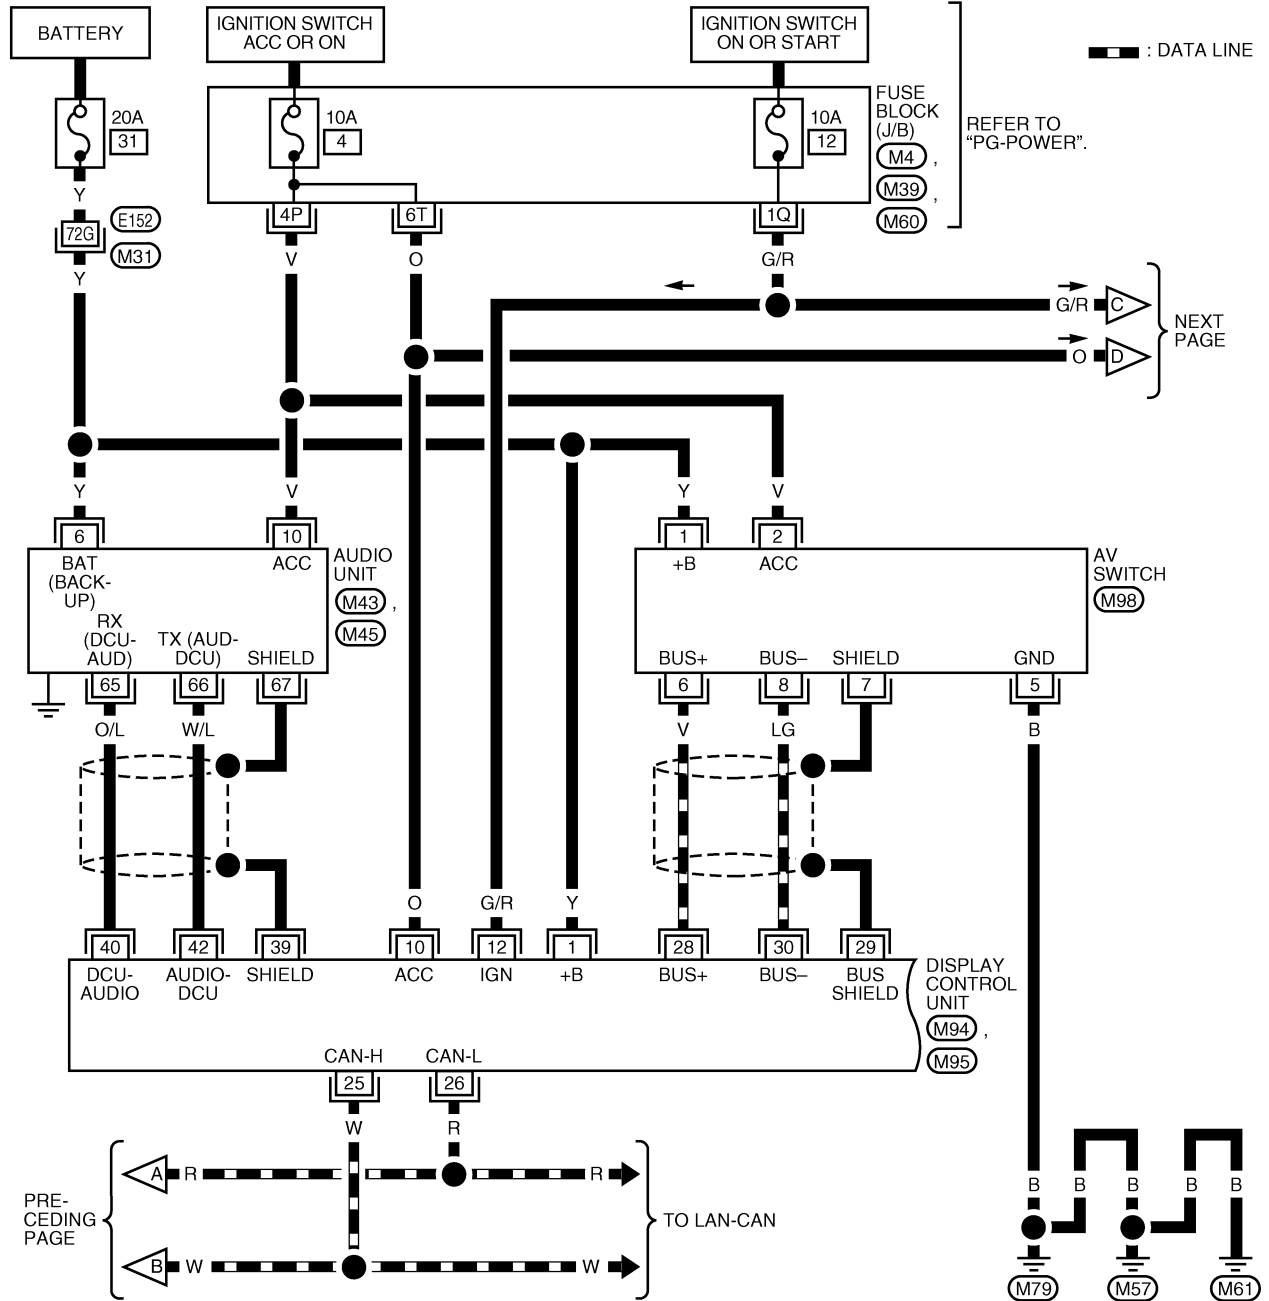 BATTERY
IGNITION SWITCH
ACC OR ON
IGNITION SWITCH
ON OR START
: DATA LINE
20A
31
10A
4
10A
12
FUSE
BLOCK
(J/B)
M4 ,
M39 ,
M60
REFER TO
“PG-POWER”.
Y
72G
E152
M31
Y
4P
6T
1Q
V
O
G/R
G/R
C
O
D
NEXT
PAGE
Y
V
Y
V
6
10
1
2
BAT
(BACK-
UP)
ACC
RX
(DCU-
AUD)
TX (AUD-
DCU)
SHIELD
AUDIO
UNIT
M43 ,
M45
+B
ACC
AV
SWITCH
M98
BUS+
BUS–
SHIELD
GND
65
66
67
6
8
7
5
O/L
W/L
V
LG
B
O
G/R
Y
40
42
39
10
12
1
28
30
29
DCU-
AUDIO
AUDIO-
DCU
SHIELD
ACC
IGN
+B
BUS+
BUS–
BUS
SHIELD
DISPLAY
CONTROL
UNIT
M94 ,
M95
CAN-H
CAN-L
25
26
W
R
PRE-
CEDING
PAGE
A
R
R
B
W
W
TO LAN-CAN
B
B
B
B
B
M79
M57
M61